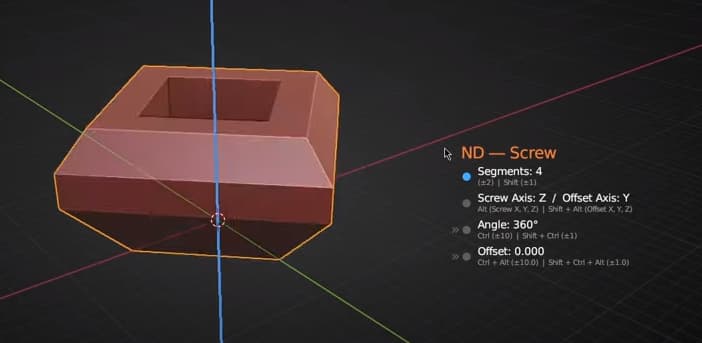 ND — Screw
Segments: 4
(±2) | Shift (±1)
Screw Axis: Z / Offset Axis: Y
Alt (Screw X, Y, Z) | Shift + Alt (Offset X, Y, Z)
Angle: 360°
Ctrl (±10) | Shift + Ctrl (±1)
Offset: 0.000
Ctrl + Alt (±10.0) | Shift + Ctrl + Alt (±1.0)